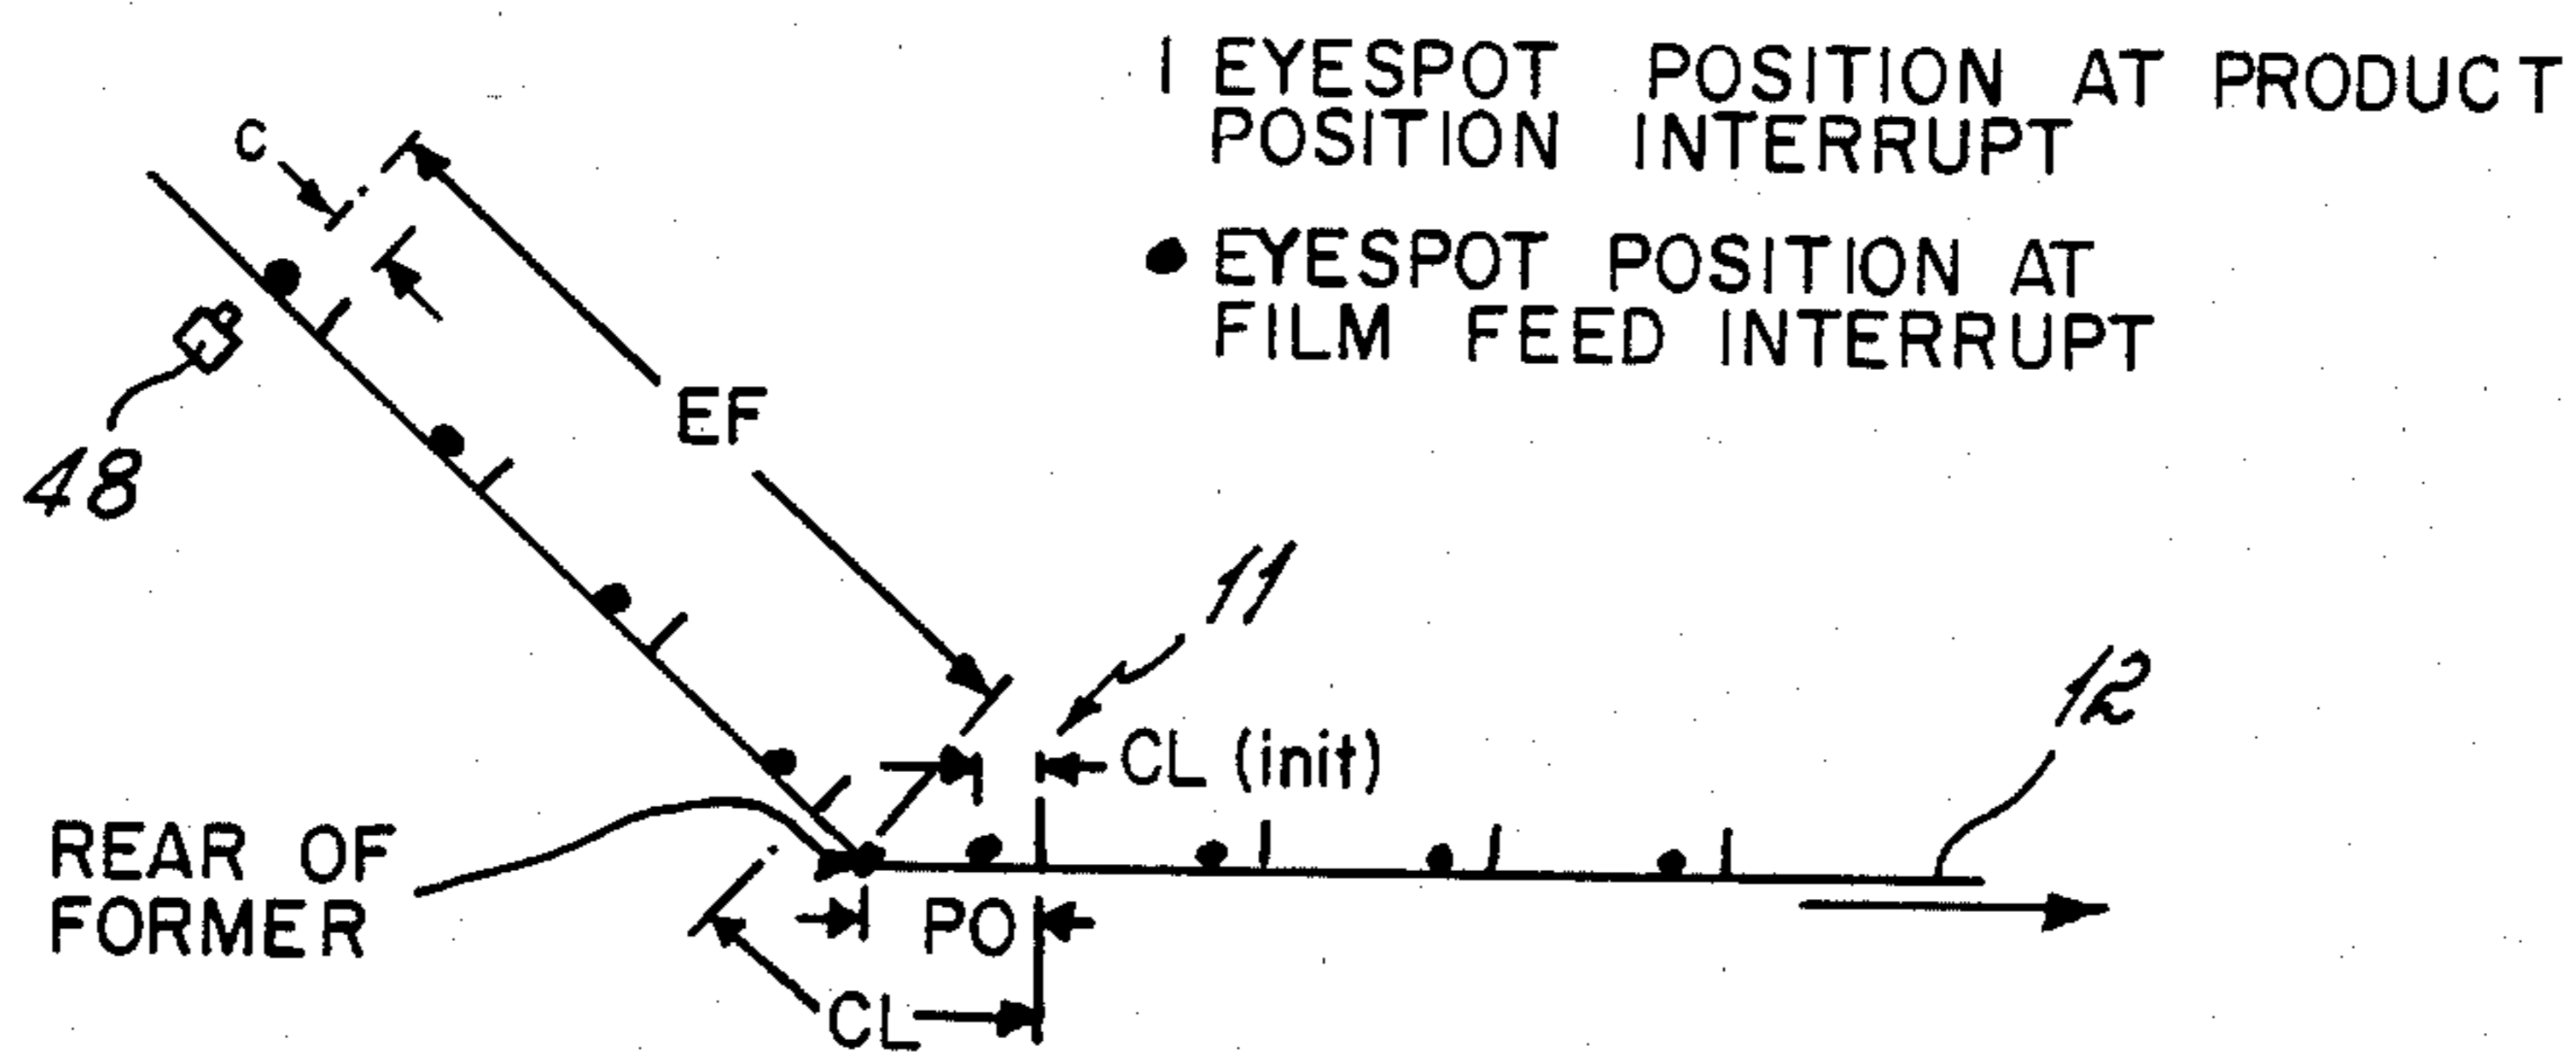 I EYESPOT POSITION AT PRODUCT
POSITION INTERRUPT
● EYESPOT POSITION AT
FILM FEED INTERRUPT
C
EF
48
11
12
CL (init)
REAR OF
FORMER
PO
CL